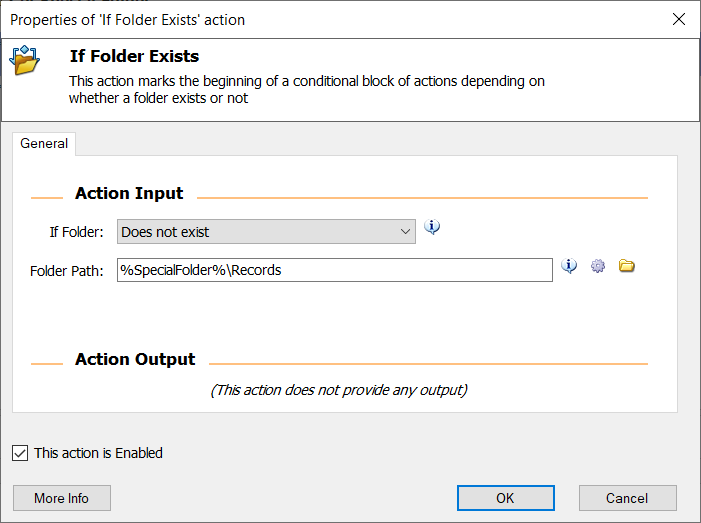 Properties of 'If Folder Exists' action
If Folder Exists
This action marks the beginning of a conditional block of actions depending on
whether a folder exists or not
General
Action Input
If Folder: Does not exist
Folder Path: %SpecialFolder%\Records
Action Output
(This action does not provide any output)
This action is Enabled
More Info OK Cancel